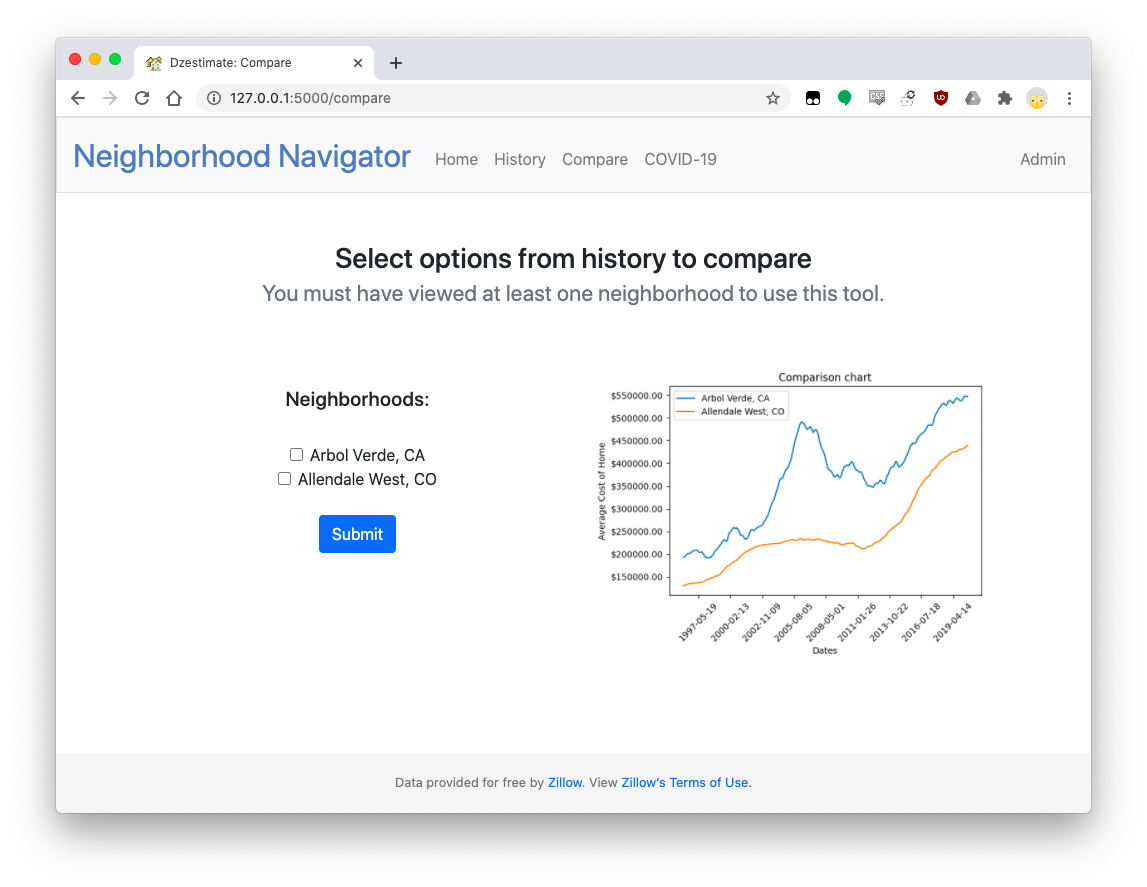 Dzestimate: Compare
127.0.0.1:5000/compare
Neighborhood Navigator
Home History Compare COVID-19 Admin
Select options from history to compare
You must have viewed at least one neighborhood to use this tool.
Neighborhoods:
Arbol Verde, CA
Allendale West, CO
Submit
Comparison chart
Arbol Verde, CA
Allendale West, CO
Average Cost of Home
$550000.00
$500000.00
$450000.00
$400000.00
$350000.00
$300000.00
$250000.00
$200000.00
$150000.00
1997-05-19
2000-02-13
2002-11-09
2005-08-05
2008-05-01
2011-01-26
2013-10-22
2016-07-18
2019-04-14
Dates
Data provided for free by Zillow. View Zillow’s Terms of Use.